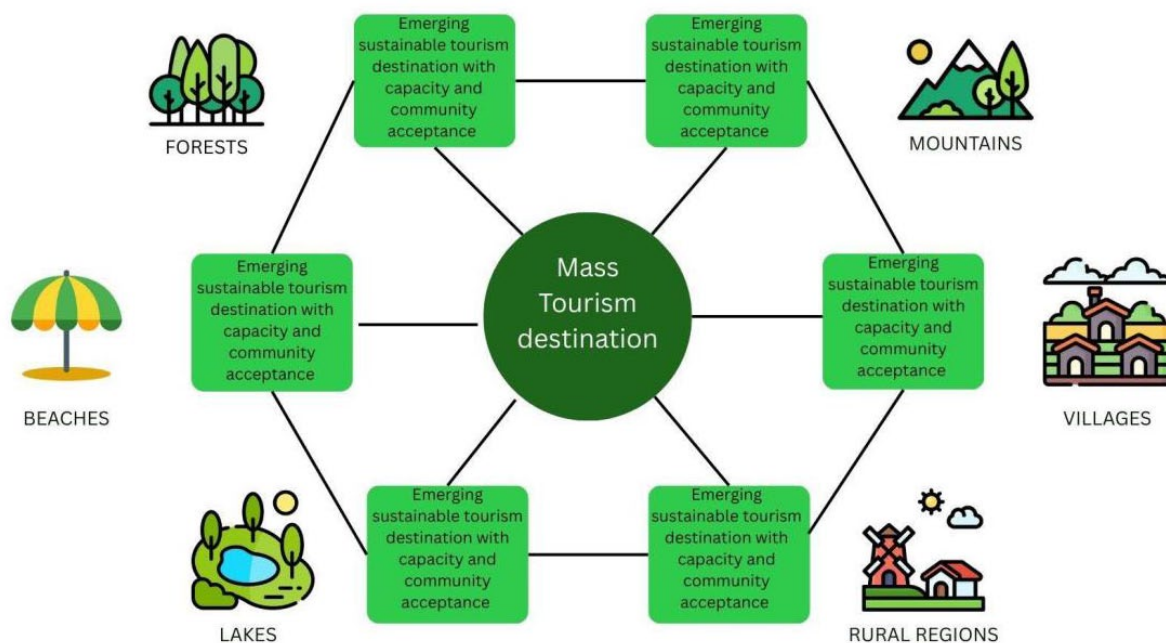 Emerging
sustainable tourism
destination with
capacity and
community
acceptance
Emerging
sustainable tourism
destination with
capacity and
community
acceptance
FORESTS
MOUNTAINS
Emerging
sustainable tourism
destination with
capacity and
community
acceptance
Mass
Tourism
destination
Emerging
sustainable tourism
destination with
capacity and
community
acceptance
BEACHES
VILLAGES
Emerging
sustainable tourism
destination with
capacity and
community
acceptance
Emerging
sustainable tourism
destination with
capacity and
community
acceptance
LAKES
RURAL REGIONS